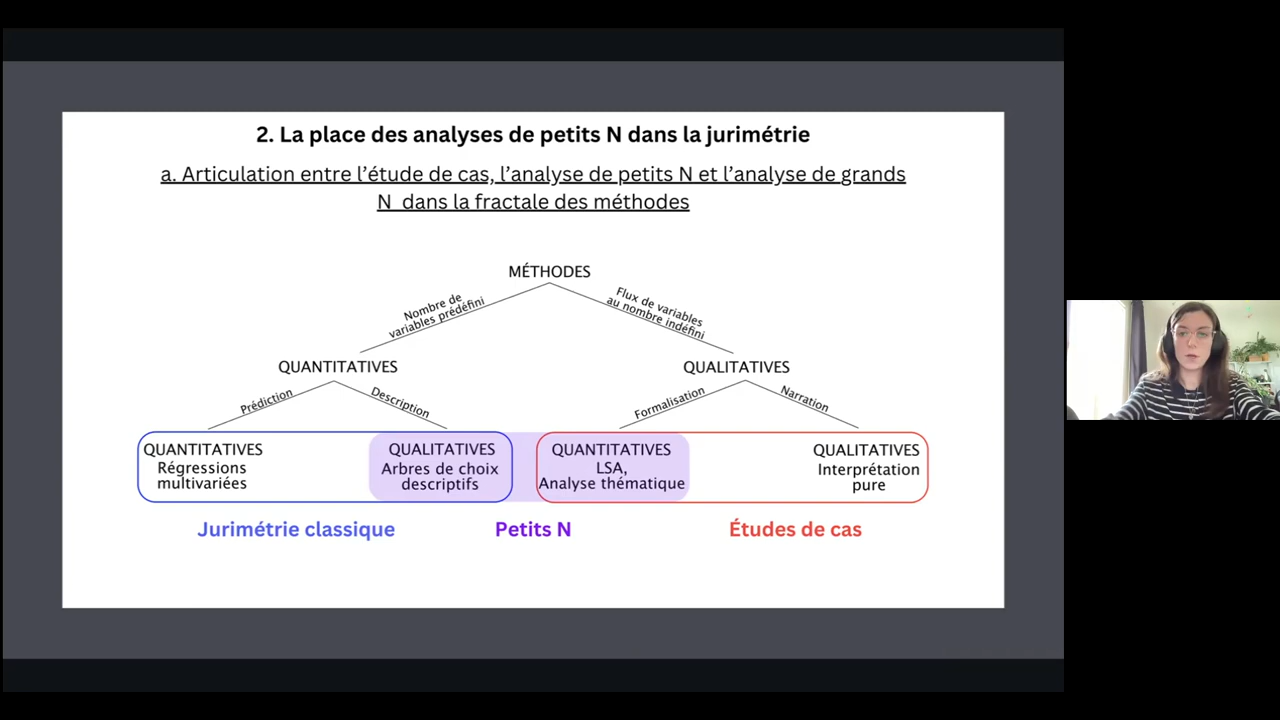 2. La place des analyses de petits N dans la jurimétrie
a. Articulation entre l'étude de cas, l'analyse de petits N et l'analyse de grands
N dans la fractale des méthodes
MÉTHODES
Nombre de
variables prédéfini
Flux de variables
au nombre indéfini
QUANTITATIVES
QUALITATIVES
Prédiction
Description
Formalisation
Narration
QUANTITATIVES
Régressions
multivariées
QUALITATIVES
Arbres de choix
descriptifs
QUANTITATIVES
LSA,
Analyse thématique
QUALITATIVES
Interprétation
pure
Jurimétrie classique
Petits N
Études de cas